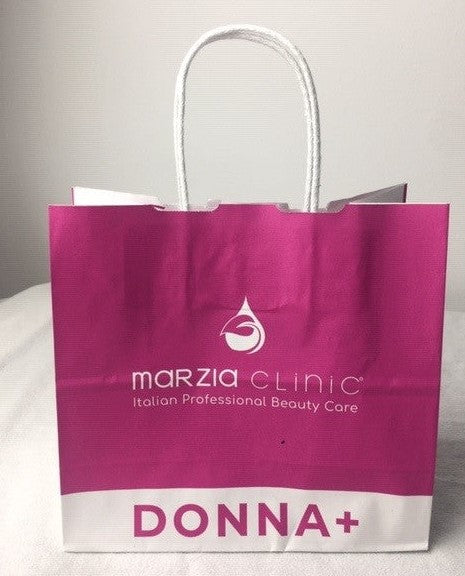 marzia clinic®
Italian Professional Beauty Care
DONNA+